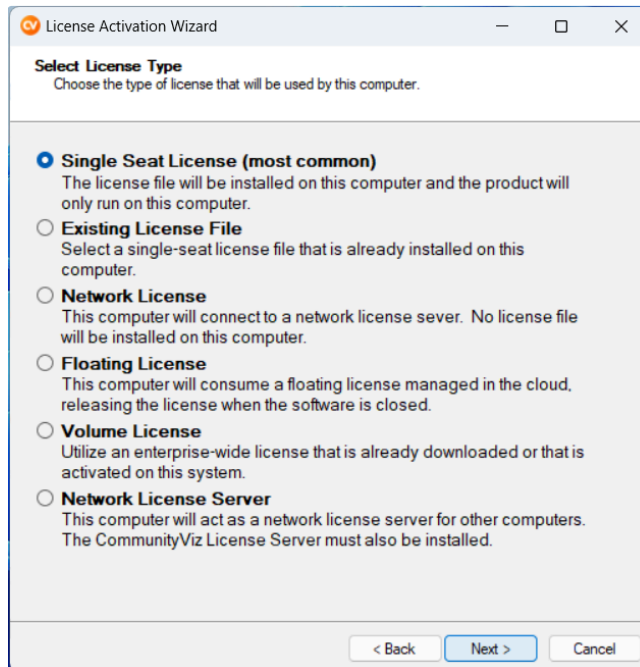 CV License Activation Wizard
Select License Type
Choose the type of license that will be used by this computer.
Single Seat License (most common)
The license file will be installed on this computer and the product will
only run on this computer.
Existing License File
Select a single-seat license file that is already installed on this
computer.
Network License
This computer will connect to a network license sever. No license file
will be installed on this computer.
Floating License
This computer will consume a floating license managed in the cloud,
releasing the license when the software is closed.
Volume License
Utilize an enterprise-wide license that is already downloaded or that is
activated on this system.
Network License Server
This computer will act as a network license server for other computers.
The CommunityViz License Server must also be installed.
< Back Next > Cancel